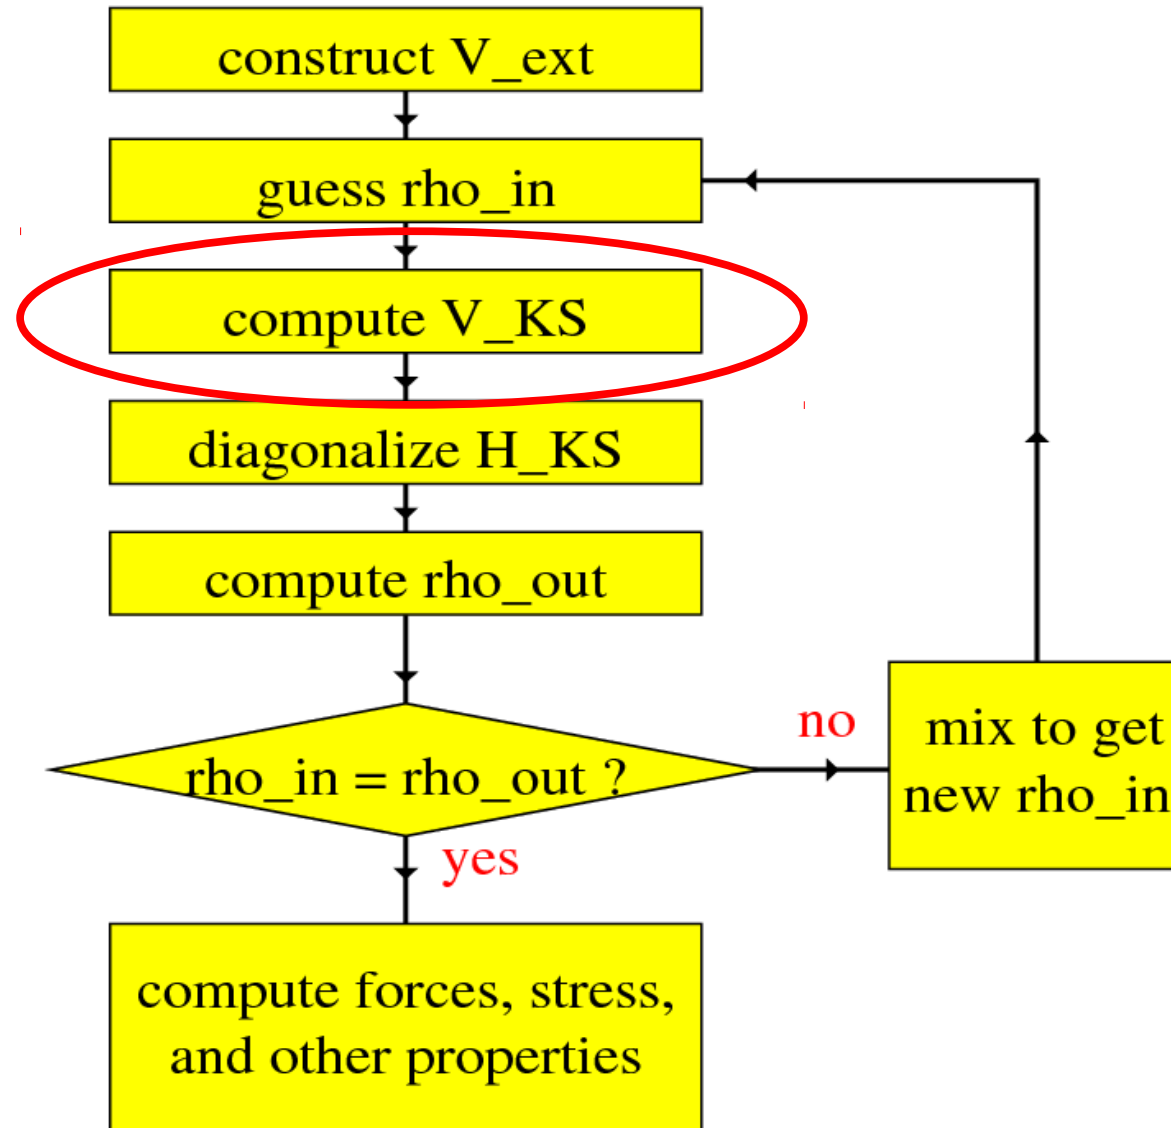 construct V_ext
guess rho_in
compute V_KS
diagonalize H_KS
compute rho_out
rho_in = rho_out ?
no
mix to get
new rho_in
yes
compute forces, stress,
and other properties